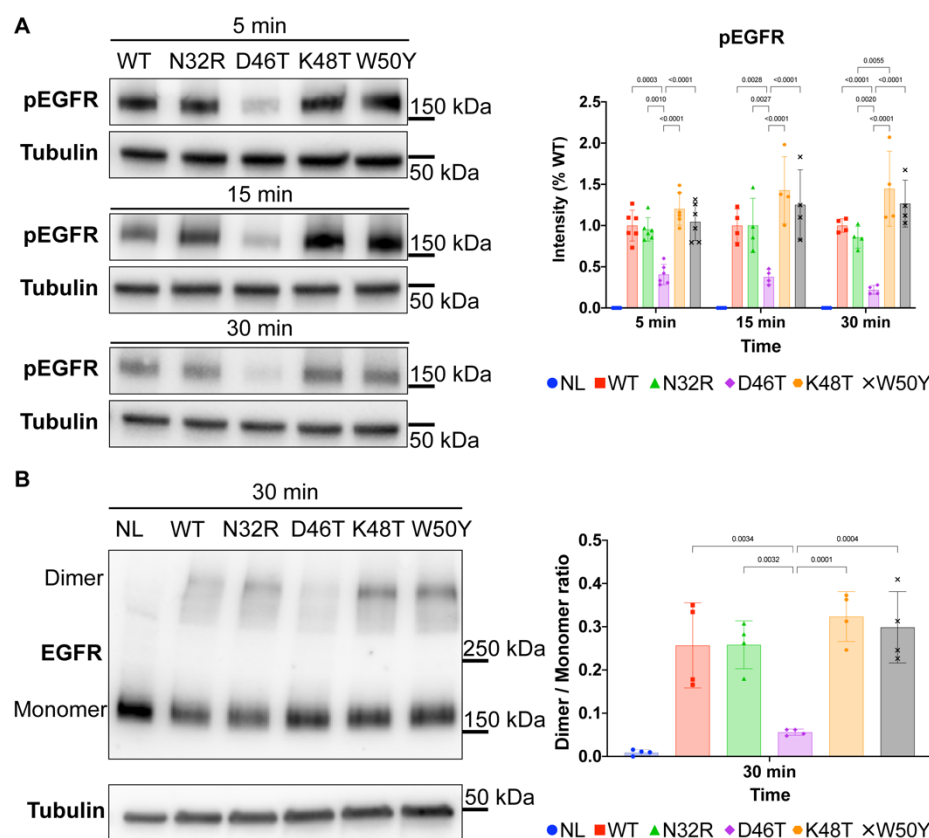 A
5 min
WT N32R D46T K48T W50Y
pEGFR
150 kDa
Tubulin
50 kDa
15 min
pEGFR
150 kDa
Tubulin
50 kDa
30 min
pEGFR
150 kDa
Tubulin
50 kDa
pEGFR
0.0055
0.0003 <0.0001 0.0028 <0.0001 <0.0001 <0.0001
0.0010 0.0027 0.0020
<0.0001 <0.0001 <0.0001
Intensity (% WT)
2.5
2.0
1.5
1.0
0.5
0.0
5 min 15 min 30 min
Time
NL WT N32R D46T K48T W50Y
B
30 min
NL WT N32R D46T K48T W50Y
Dimer
EGFR
250 kDa
Monomer
150 kDa
Tubulin
50 kDa
Dimer / Monomer ratio
0.5
0.4
0.3
0.2
0.1
0.0
0.0034 0.0004
0.0032 0.0001
30 min
Time
NL WT N32R D46T K48T W50Y